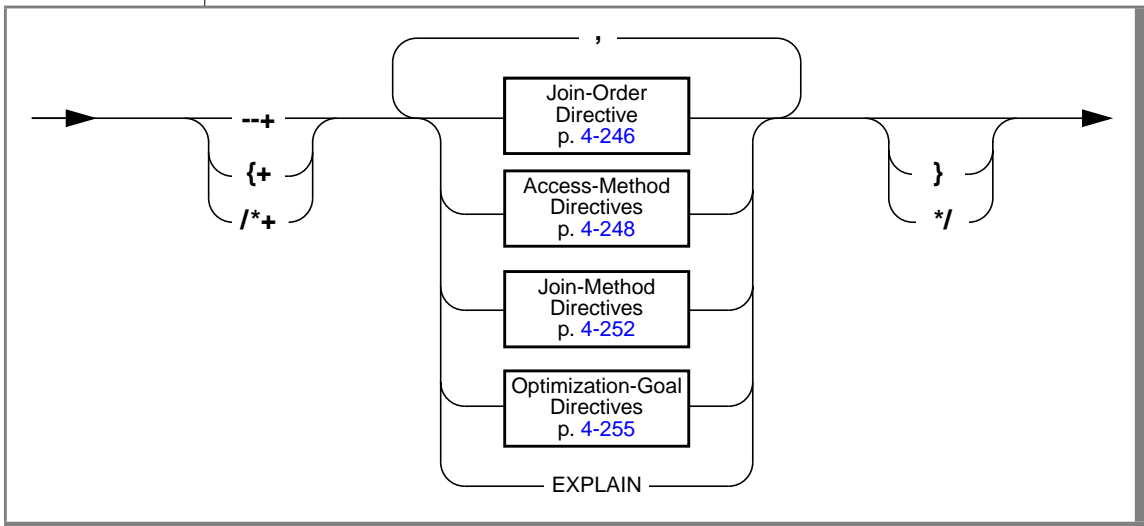 ,
--+
{+
/*+
Join-Order
Directive
p. 4-246
Access-Method
Directives
p. 4-248
Join-Method
Directives
p. 4-252
Optimization-Goal
Directives
p. 4-255
EXPLAIN
}
*/